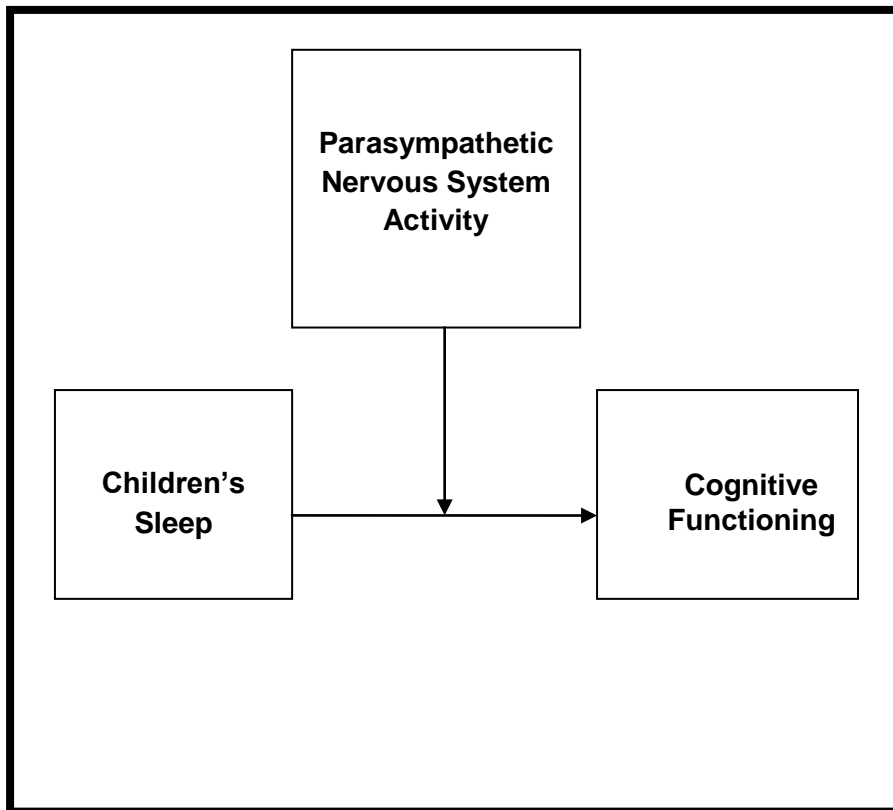 Parasympathetic
Nervous System
Activity
Children’s
Sleep
Cognitive
Functioning